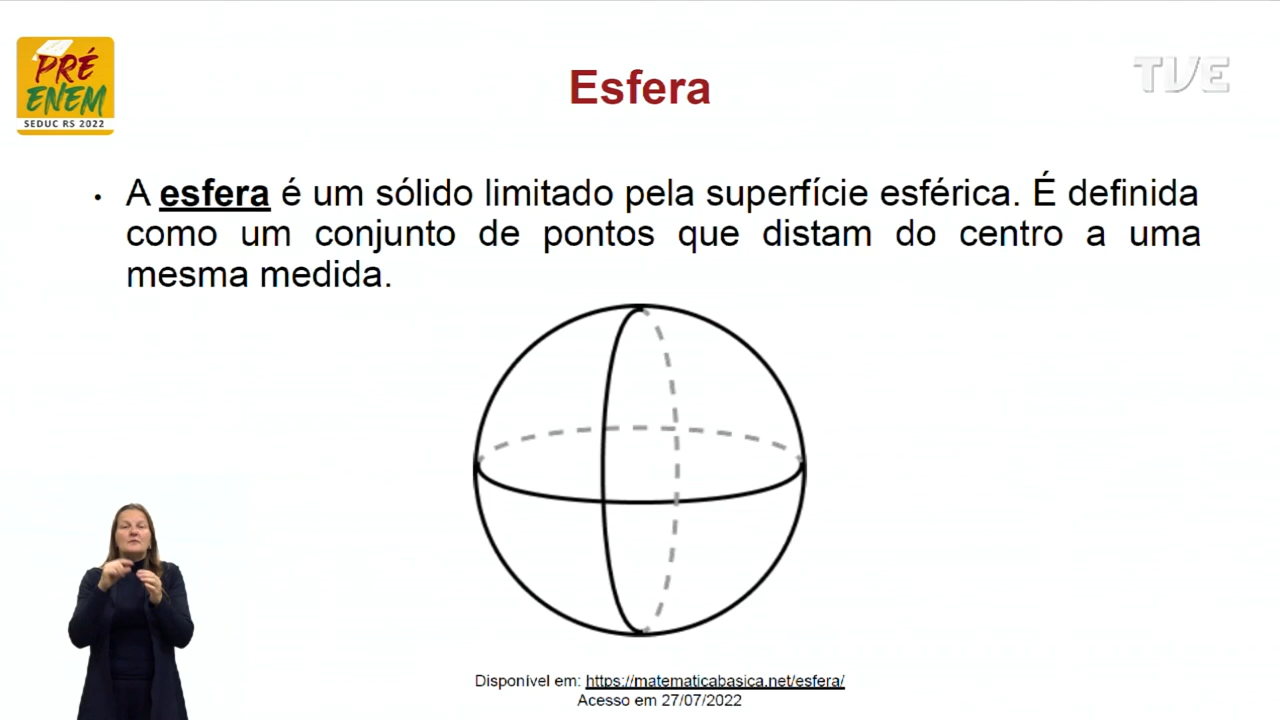 PRÉ
ENEM
SEDUC RS 2022
Esfera
TVE
• A esfera é um sólido limitado pela superfície esférica. É definida
como um conjunto de pontos que distam do centro a uma
mesma medida.
Disponível em: https://matematicabasica.net/esfera/
Acesso em 27/07/2022